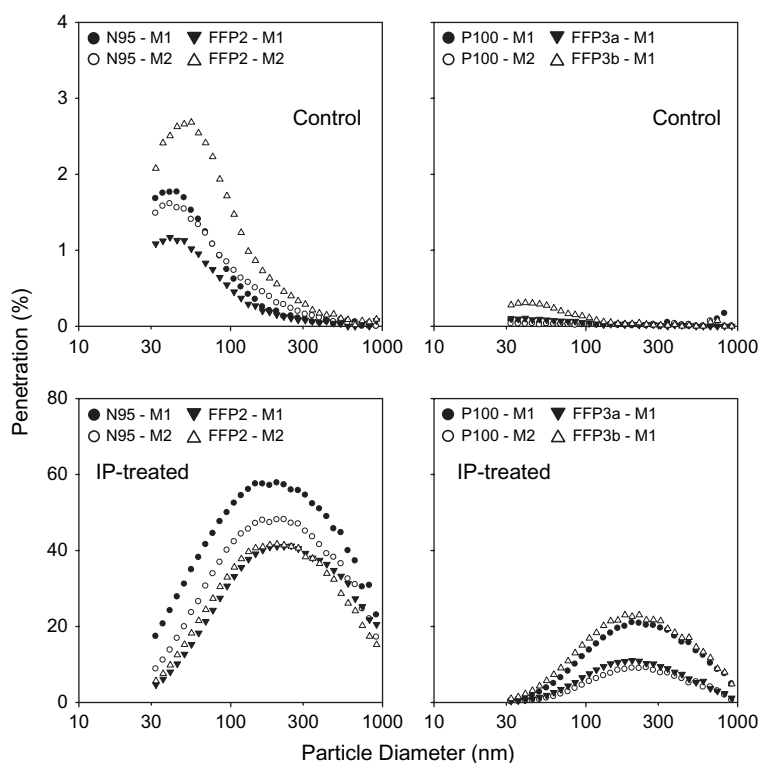 4
3
2
1
0
N95 - M1 FFP2 - M1
N95 - M2 FFP2 - M2
Control
10 30 100 300 1000
P100 - M1 FFP3a - M1
P100 - M2 FFP3b - M1
Control
10 30 100 300 1000
Penetration (%)
80
60
40
20
0
N95 - M1 FFP2 - M1
N95 - M2 FFP2 - M2
IP-treated
10 30 100 300 1000
P100 - M1 FFP3a - M1
P100 - M2 FFP3b - M1
IP-treated
10 30 100 300 1000
Particle Diameter (nm)